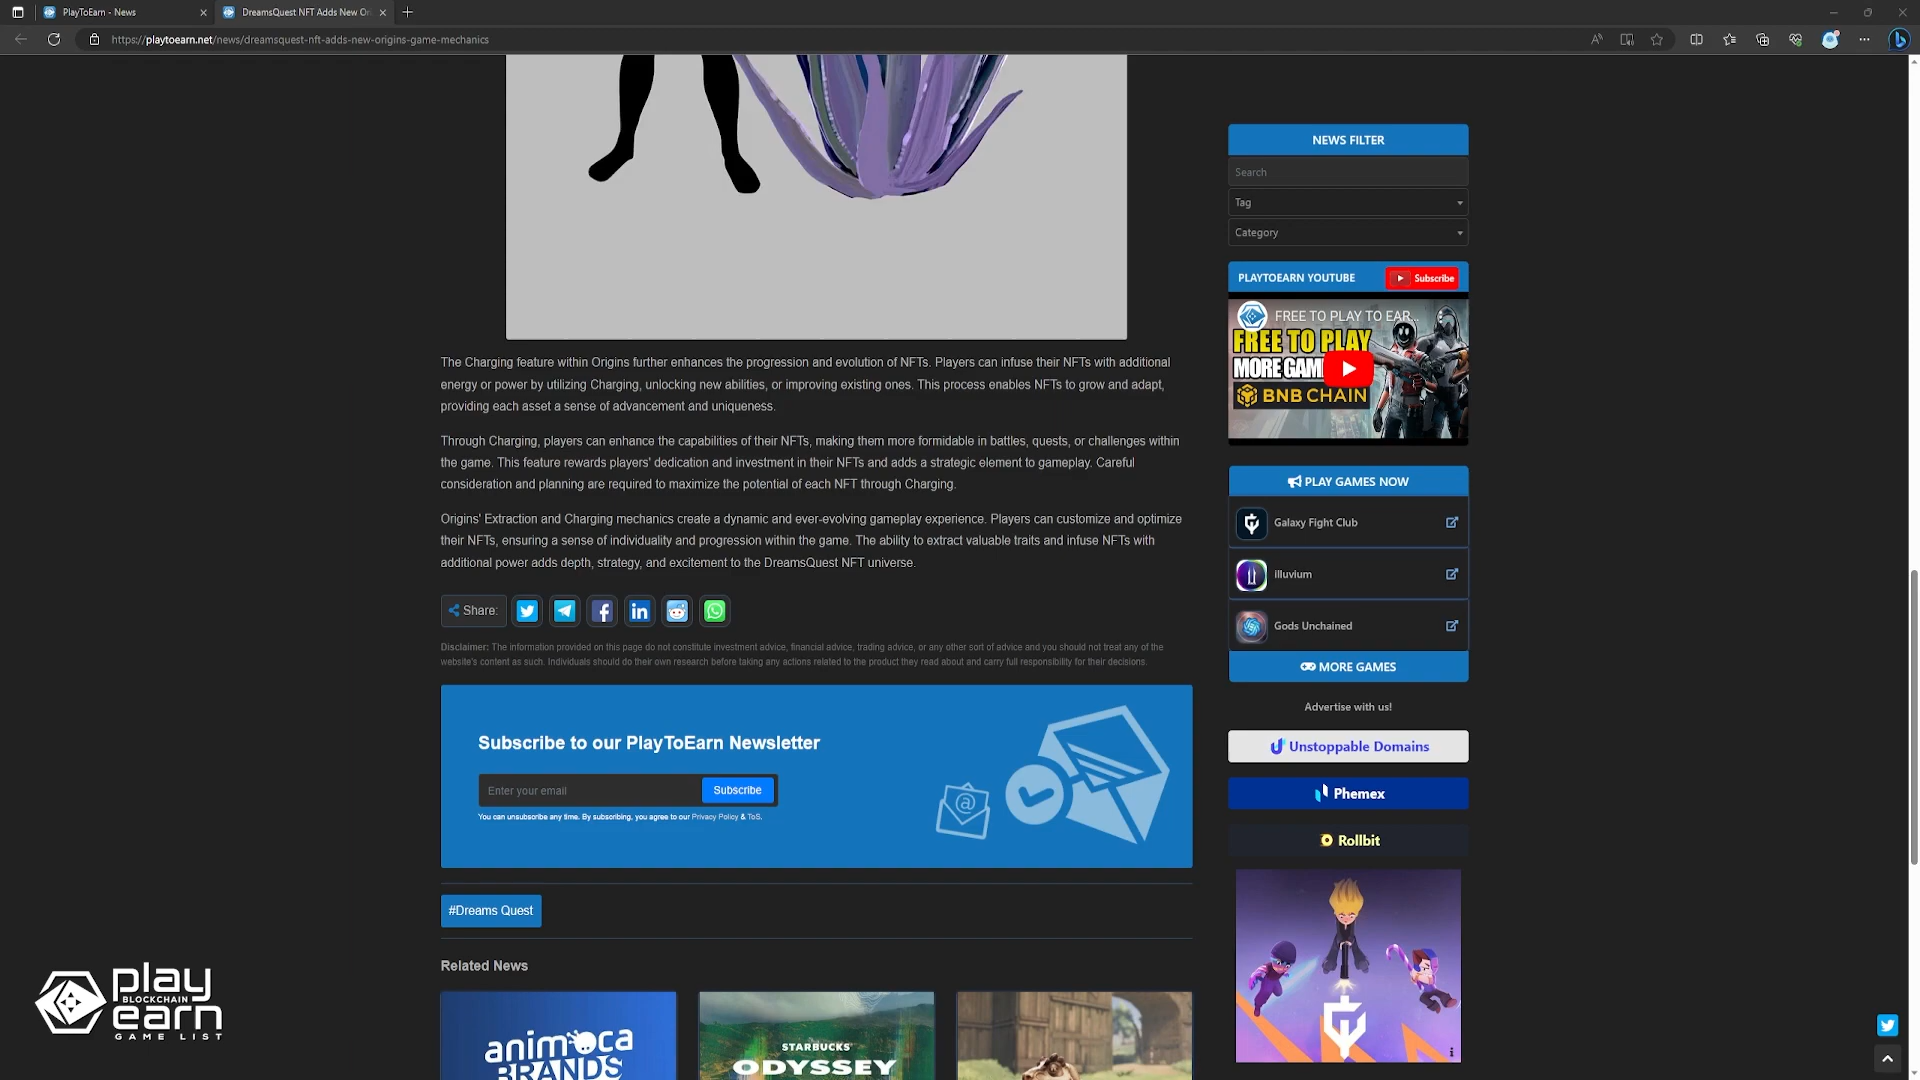 PlayToEarn - News
DreamsQuest NFT Adds New Ori
https://playtoearn.net/news/dreamsquest-nft-adds-new-origins-game-mechanics
The Charging feature within Origins further enhances the progression and evolution of NFTs. Players can infuse their NFTs with additional
energy or power by utilizing Charging, unlocking new abilities, or improving existing ones. This process enables NFTs to grow and adapt,
providing each asset a sense of advancement and uniqueness.
Through Charging, players can enhance the capabilities of their NFTs, making them more formidable in battles, quests, or challenges within
the game. This feature rewards players' dedication and investment in their NFTs and adds a strategic element to gameplay. Careful
consideration and planning are required to maximize the potential of each NFT through Charging.
Origins' Extraction and Charging mechanics create a dynamic and ever-evolving gameplay experience. Players can customize and optimize
their NFTs, ensuring a sense of individuality and progression within the game. The ability to extract valuable traits and infuse NFTs with
additional power adds depth, strategy, and excitement to the DreamsQuest NFT universe.
Share:
Disclaimer: The information provided on this page do not constitute investment advice, financial advice, trading advice, or any other sort of advice and you should not treat any of the
website's content as such. Individuals should do their own research before taking any actions related to the product they read about and carry full responsibility for their decisions.
Subscribe to our PlayToEarn Newsletter
Enter your email
Subscribe
You can unsubscribe any time. By subscribing, you agree to our Privacy Policy & ToS.
#Dreams Quest
Related News
animoca
BRANDS
STARBUCKS
ODYSSEY
NEWS FILTER
Search
Tag
Category
PLAYTOEARN YOUTUBE
Subscribe
FREE TO PLAY TO EAR...
FREE TO PLAY
MORE GAM
BNB CHAIN
PLAY GAMES NOW
Galaxy Fight Club
illuvium
Gods Unchained
MORE GAMES
Advertise with us!
Unstoppable Domains
Phemex
Rollbit
play
BLOCKCHAIN
earn
GAME LIST